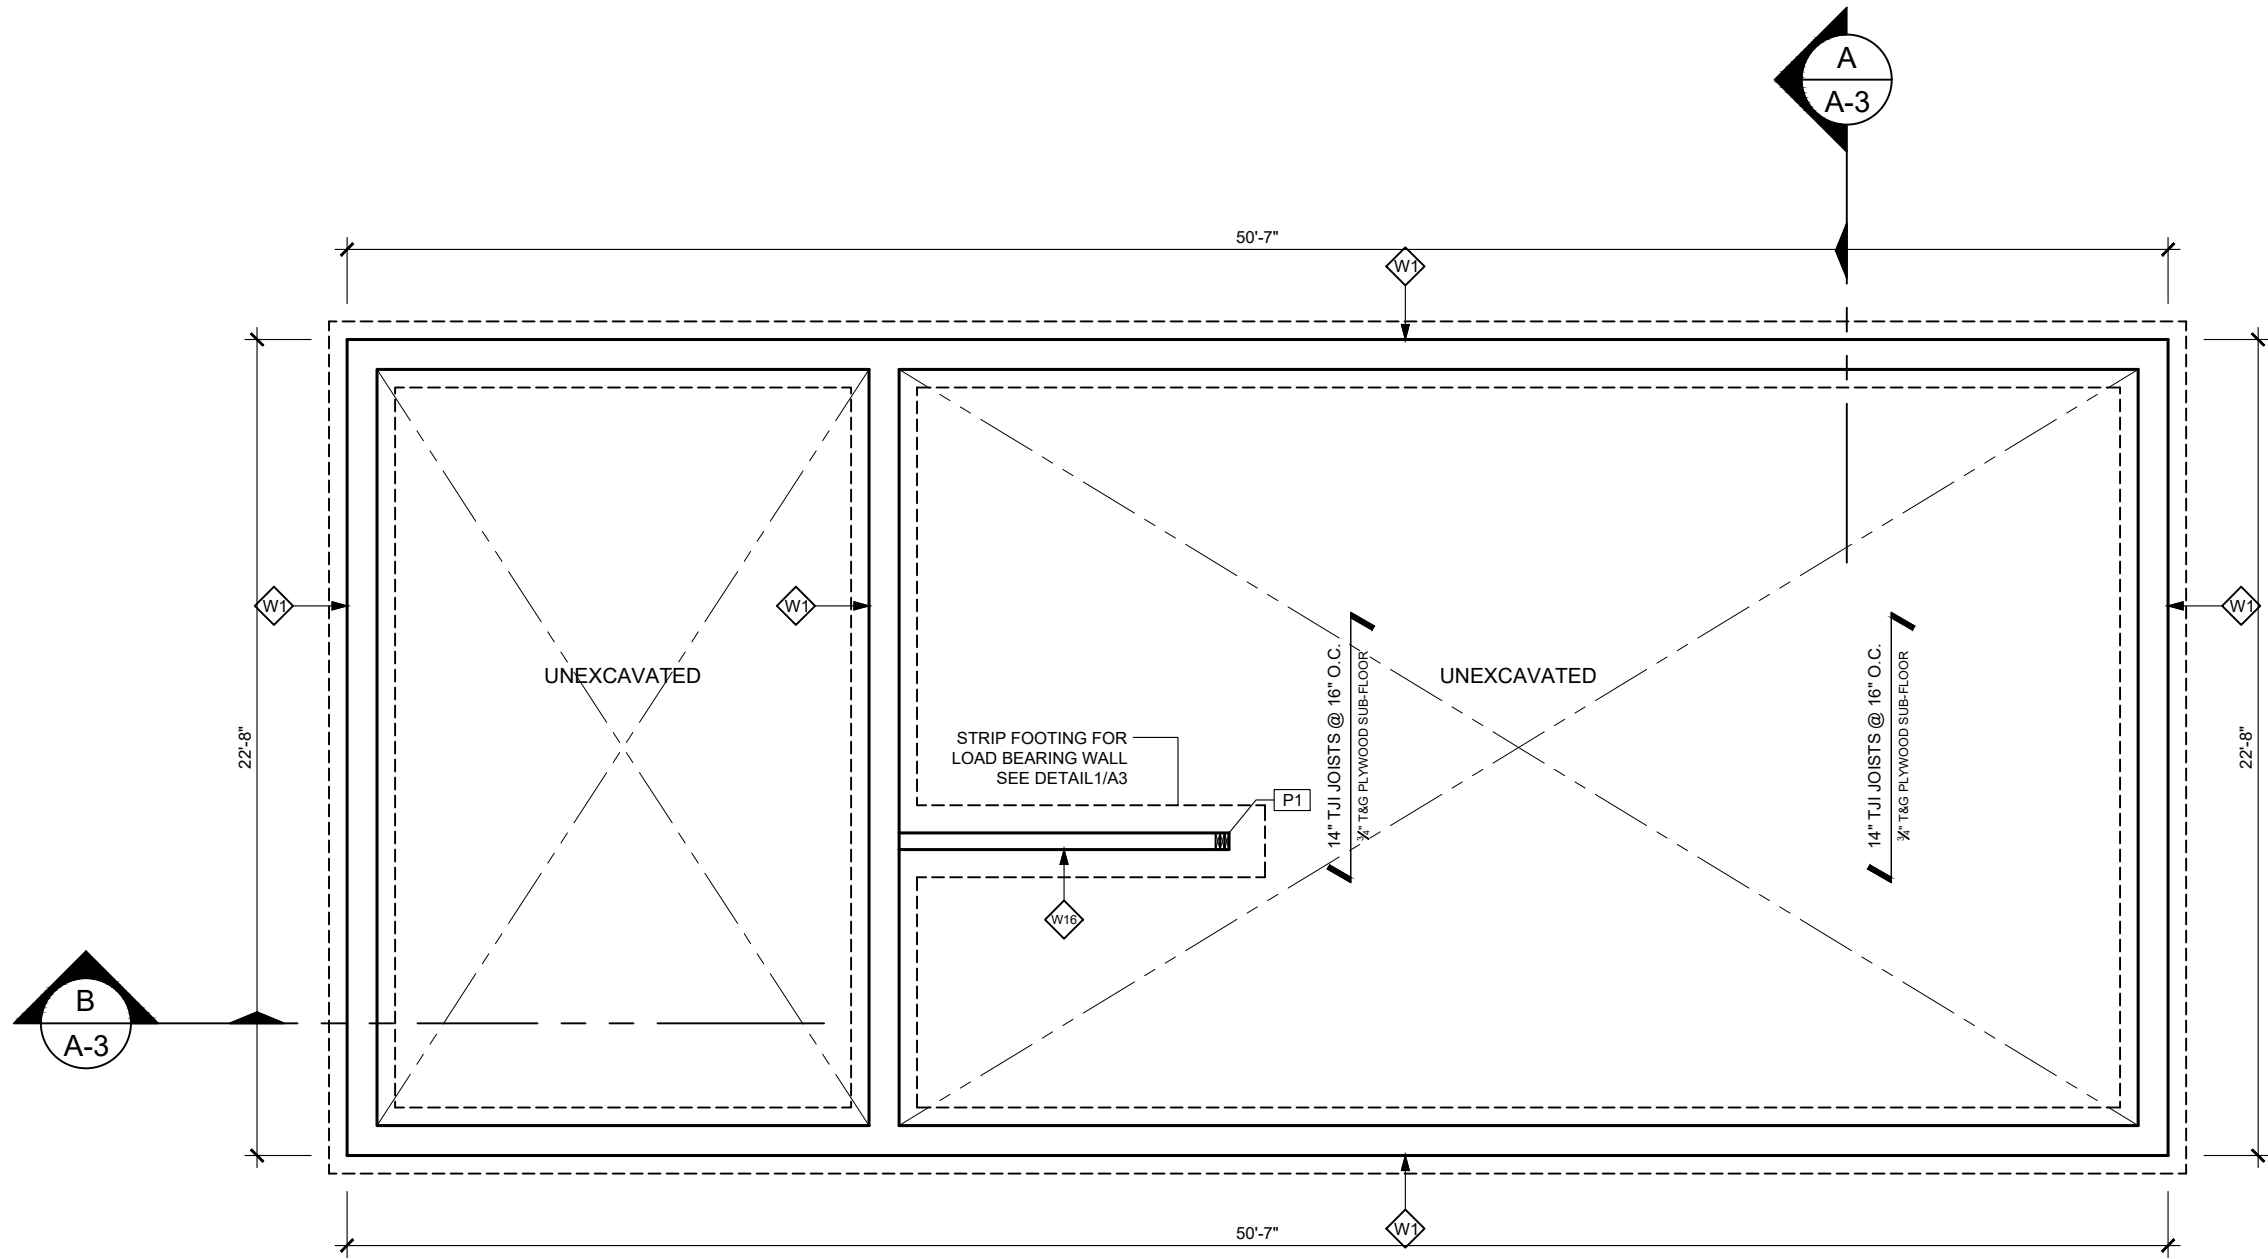 A
A-3
50'-7"
W1
W1
W1
W1
UNEXCAVATED
UNEXCAVATED
14" TJI JOISTS @ 16" O.C.
¾" T&G PLYWOOD SUB-FLOOR
14" TJI JOISTS @ 16" O.C.
¾" T&G PLYWOOD SUB-FLOOR
22'-8"
22'-8"
STRIP FOOTING FOR
LOAD BEARING WALL
SEE DETAIL1/A3
P1
W16
B
A-3
50'-7"
W1